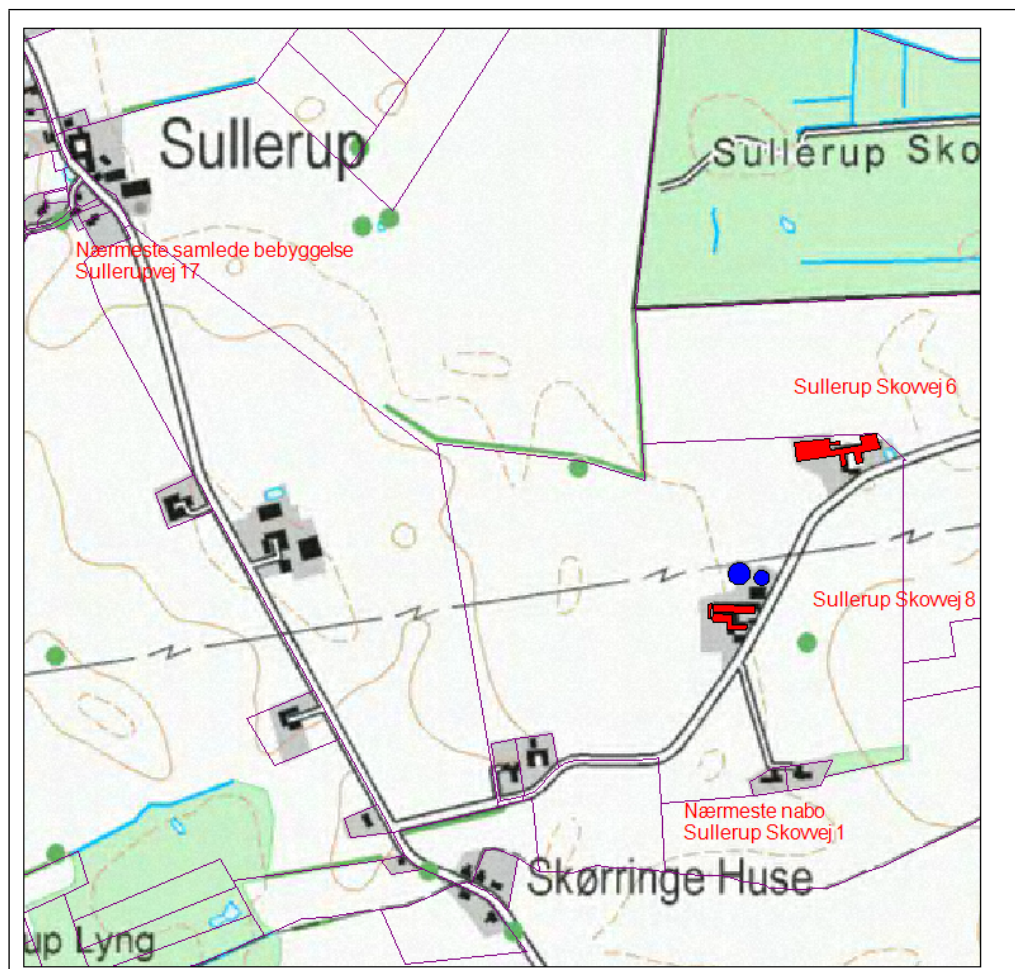 Sullerup
Sullerup Sko
Nærmeste samlede bebyggelse
Sullerupvej 17
Sullerup Skovvej 6
Sullerup Skovvej 8
Nærmeste nabo
Sullerup Skovvej 1
Skørringe Huse
up Lyng